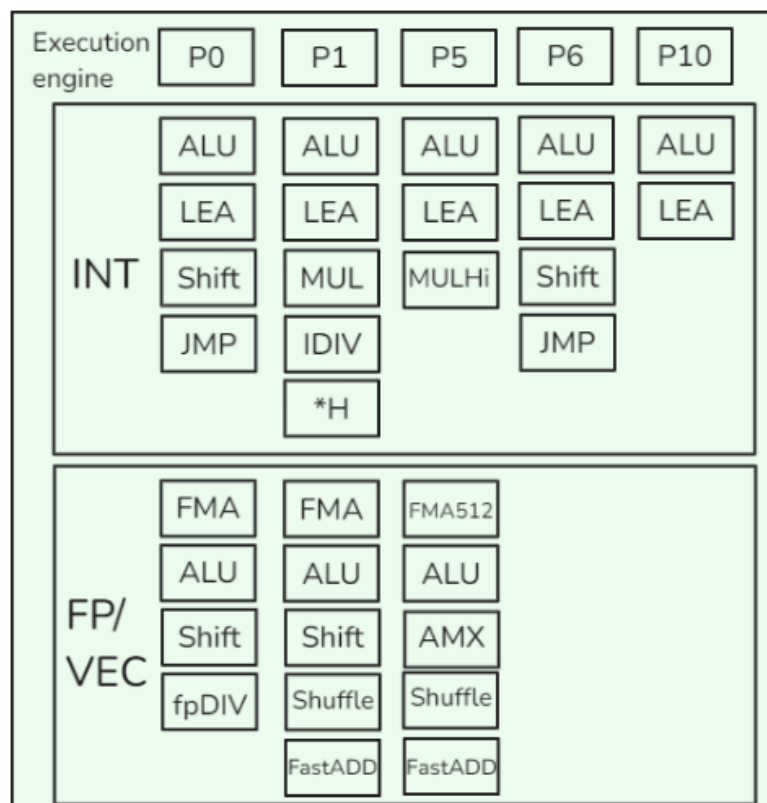 Execution engine P0 P1 P5 P6 P10
INT
ALU ALU ALU ALU ALU
LEA LEA LEA LEA LEA
Shift MUL MULHi Shift
JMP IDIV JMP
*H
FP/
VEC
FMA FMA FMA512
ALU ALU ALU
Shift Shift AMX
fpDIV Shuffle Shuffle
FastADD FastADD